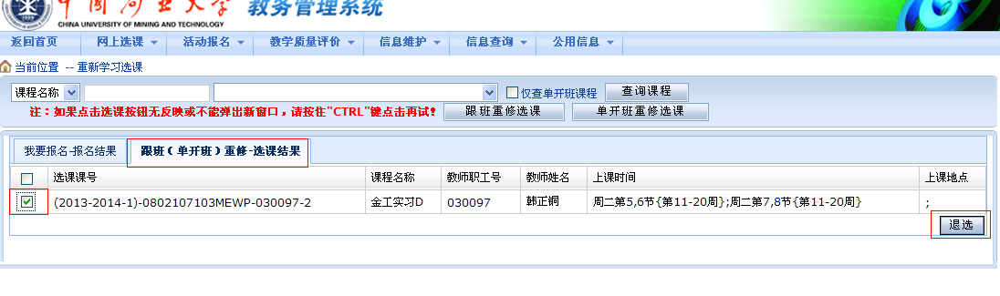 中国矿业大学 教务管理系统
CHINA UNIVERSITY OF MINING AND TECHNOLOGY
返回首页 网上选课 活动报名 教学质量评价 信息维护 信息查询 公用信息
当前位置 -- 重新学习选课
课程名称 仅查单开班课程 查询课程
注：如果点击选课按钮无反映或不能弹出新窗口，请按住"CTRL"键点击再试！ 跟班重修选课 单开班重修选课
我要报名-报名结果 跟班（单开班）重修-选课结果
选课课号 课程名称 教师职工号 教师姓名 上课时间 上课地点
(2013-2014-1)-0802107103MEWP-030097-2 金工实习D 030097 韩正铜 周二第5,6节{第11-20周};周二第7,8节{第11-20周} ;
退选